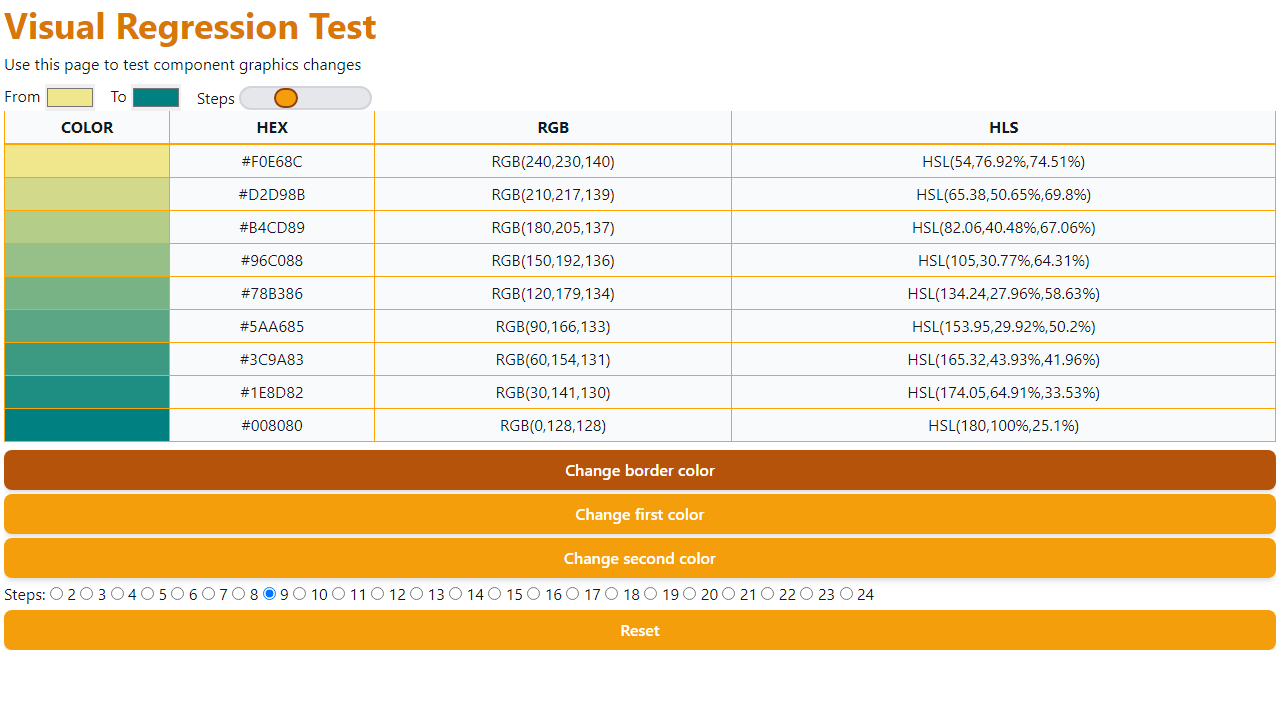 Visual Regression Test
Use this page to test component graphics changes
From To Steps
COLOR HEX RGB HLS
#F0E68C RGB(240,230,140) HSL(54,76.92%,74.51%)
#D2D98B RGB(210,217,139) HSL(65.38,50.65%,69.8%)
#B4CD89 RGB(180,205,137) HSL(82.06,40.48%,67.06%)
#96C088 RGB(150,192,136) HSL(105,30.77%,64.31%)
#78B386 RGB(120,179,134) HSL(134.24,27.96%,58.63%)
#5AA685 RGB(90,166,133) HSL(153.95,29.92%,50.2%)
#3C9A83 RGB(60,154,131) HSL(165.32,43.93%,41.96%)
#1E8D82 RGB(30,141,130) HSL(174.05,64.91%,33.53%)
#008080 RGB(0,128,128) HSL(180,100%,25.1%)
Change border color
Change first color
Change second color
Steps: 2 3 4 5 6 7 8 9 10 11 12 13 14 15 16 17 18 19 20 21 22 23 24
Reset